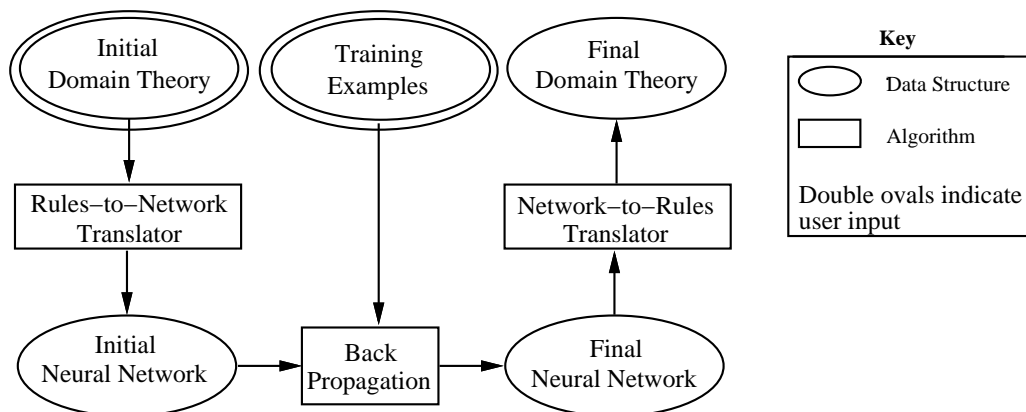 Initial
Domain Theory
Training
Examples
Final
Domain Theory
Key
Data Structure
Algorithm
Double ovals indicate
user input
Rules−to−Network
Translator
Network−to−Rules
Translator
Initial
Neural Network
Back
Propagation
Final
Neural Network